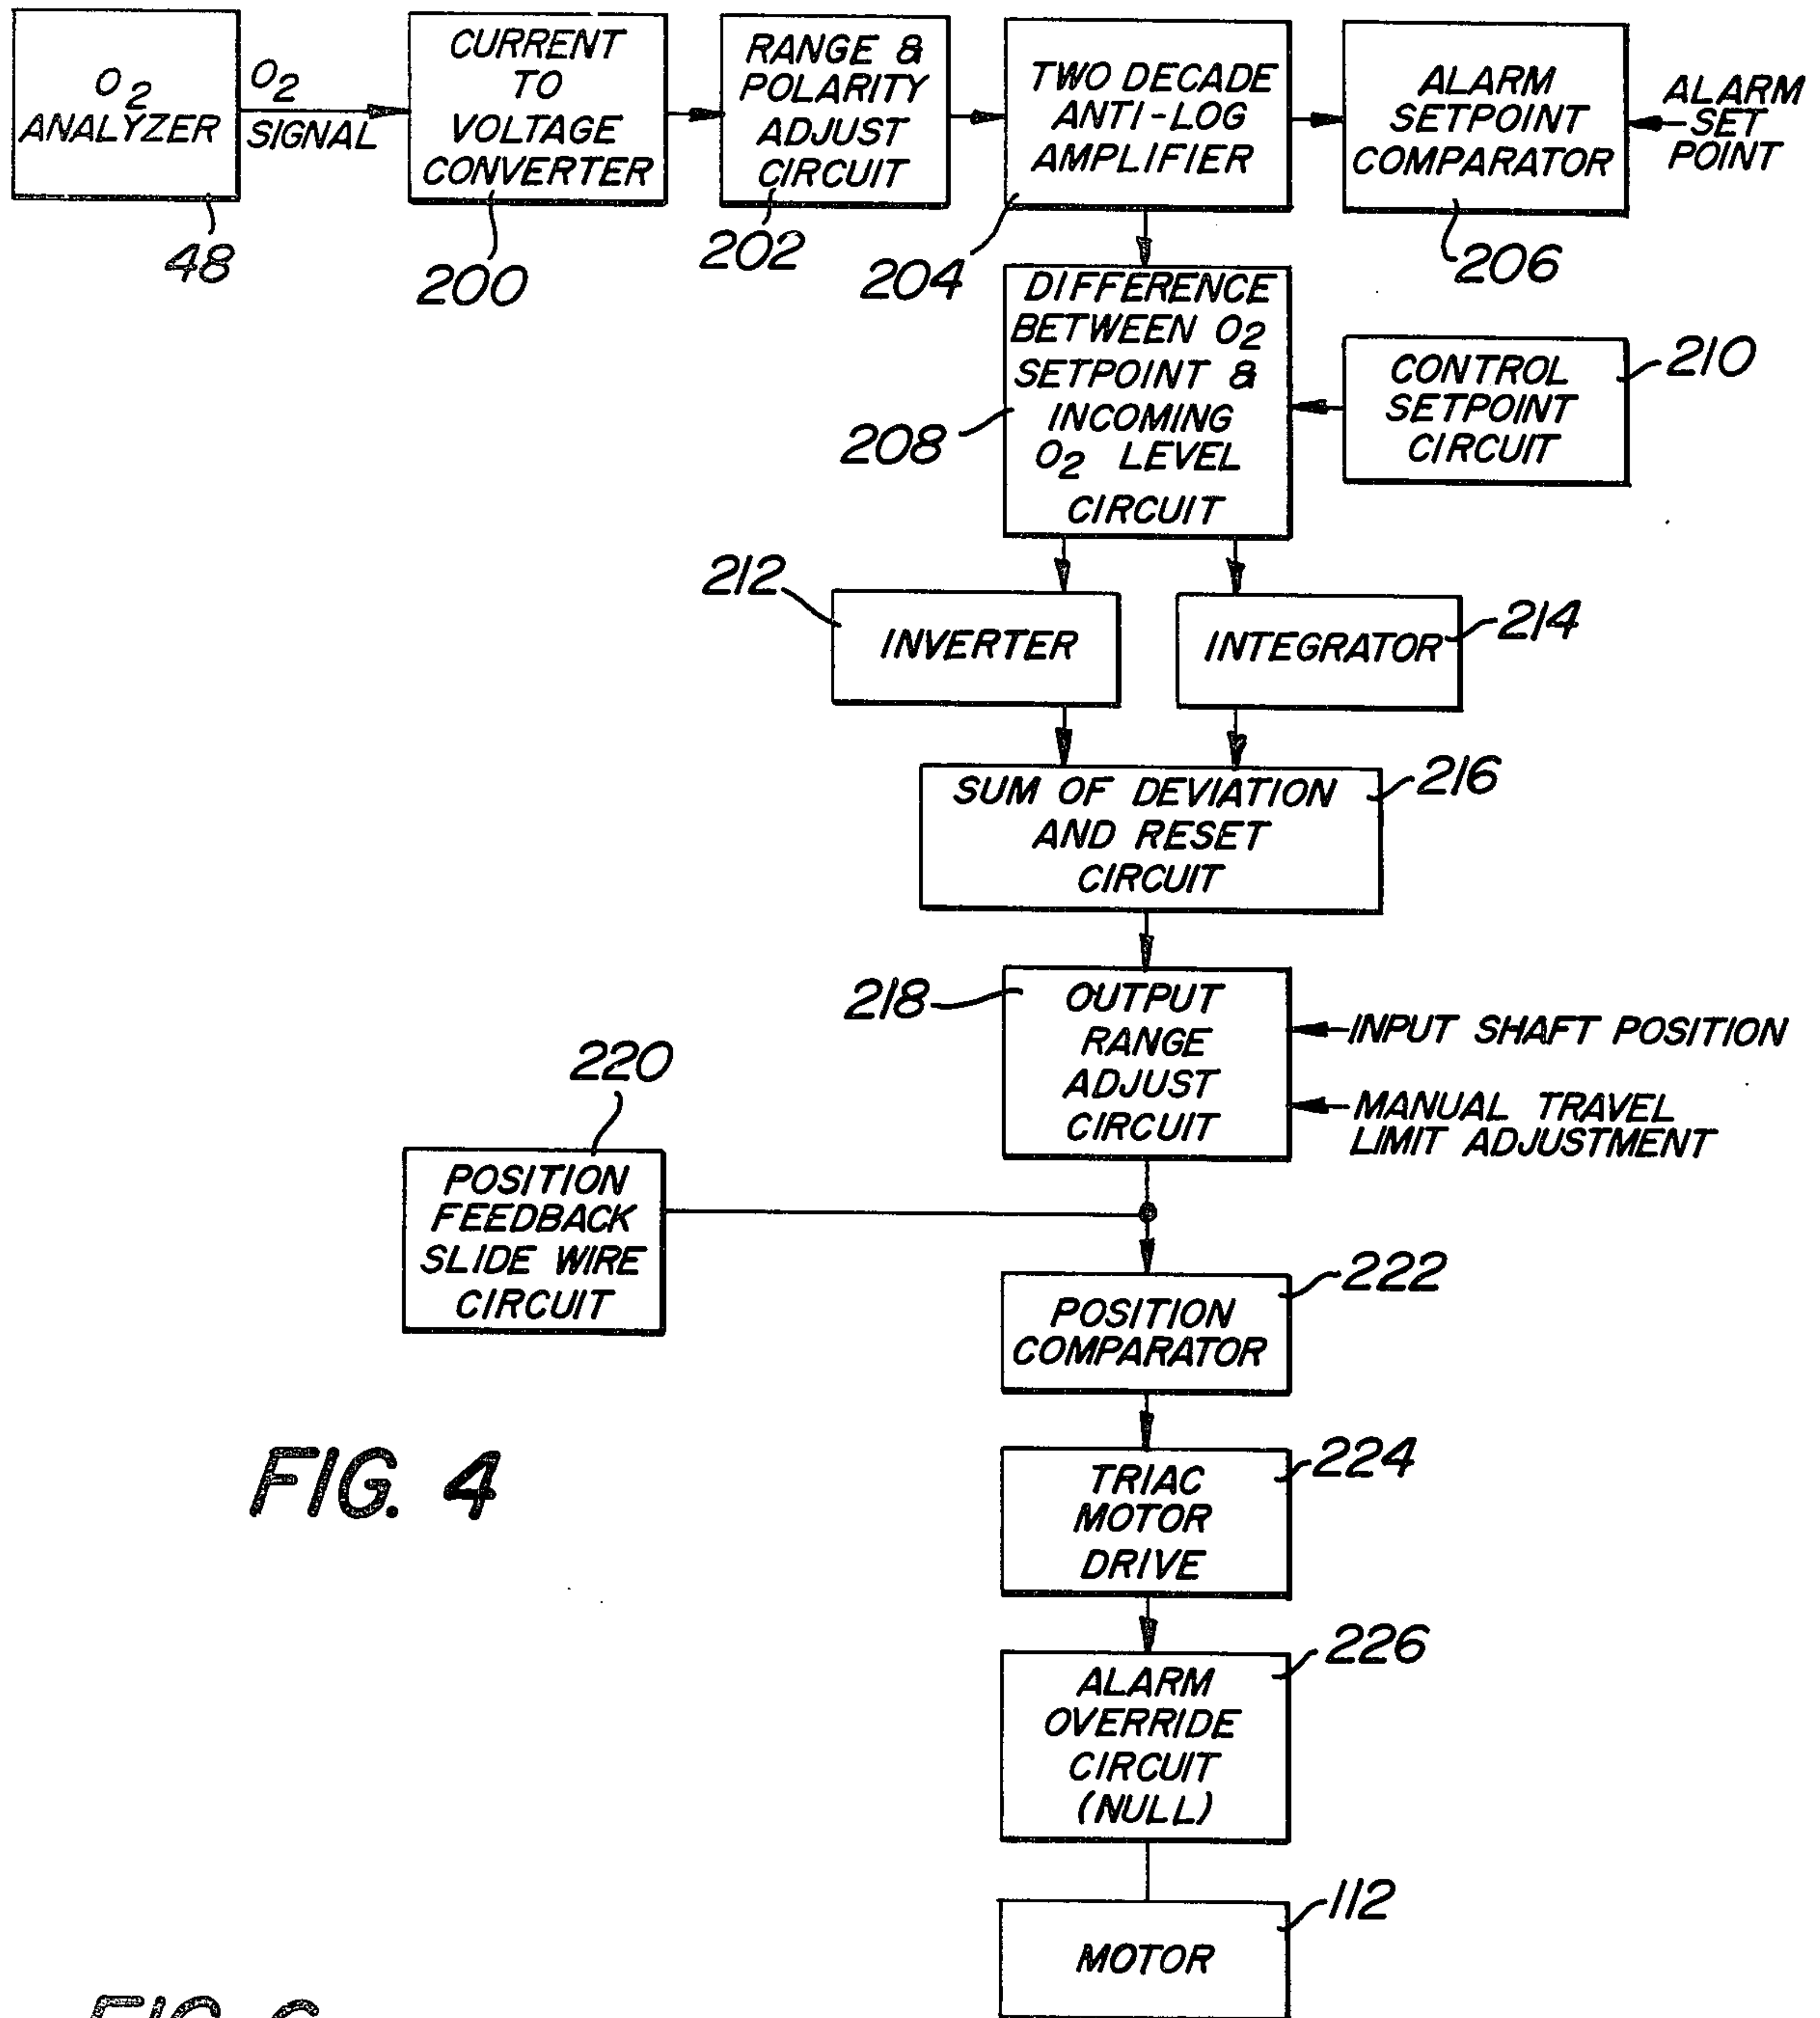 O2
ANALYZER
48
O2
SIGNAL
CURRENT
TO
VOLTAGE
CONVERTER
200
RANGE &
POLARITY
ADJUST
CIRCUIT
202
TWO DECADE
ANTI-LOG
AMPLIFIER
204
ALARM
SETPOINT
COMPARATOR
206
ALARM
SET
POINT
DIFFERENCE
BETWEEN O2
SETPOINT &
INCOMING
O2 LEVEL
CIRCUIT
208
CONTROL
SETPOINT
CIRCUIT
210
212
INVERTER
INTEGRATOR
214
SUM OF DEVIATION
AND RESET
CIRCUIT
216
218
OUTPUT
RANGE
ADJUST
CIRCUIT
INPUT SHAFT POSITION
MANUAL TRAVEL
LIMIT ADJUSTMENT
220
POSITION
FEEDBACK
SLIDE WIRE
CIRCUIT
POSITION
COMPARATOR
222
FIG. 4
TRIAC
MOTOR
DRIVE
224
ALARM
OVERRIDE
CIRCUIT
(NULL)
226
MOTOR
112